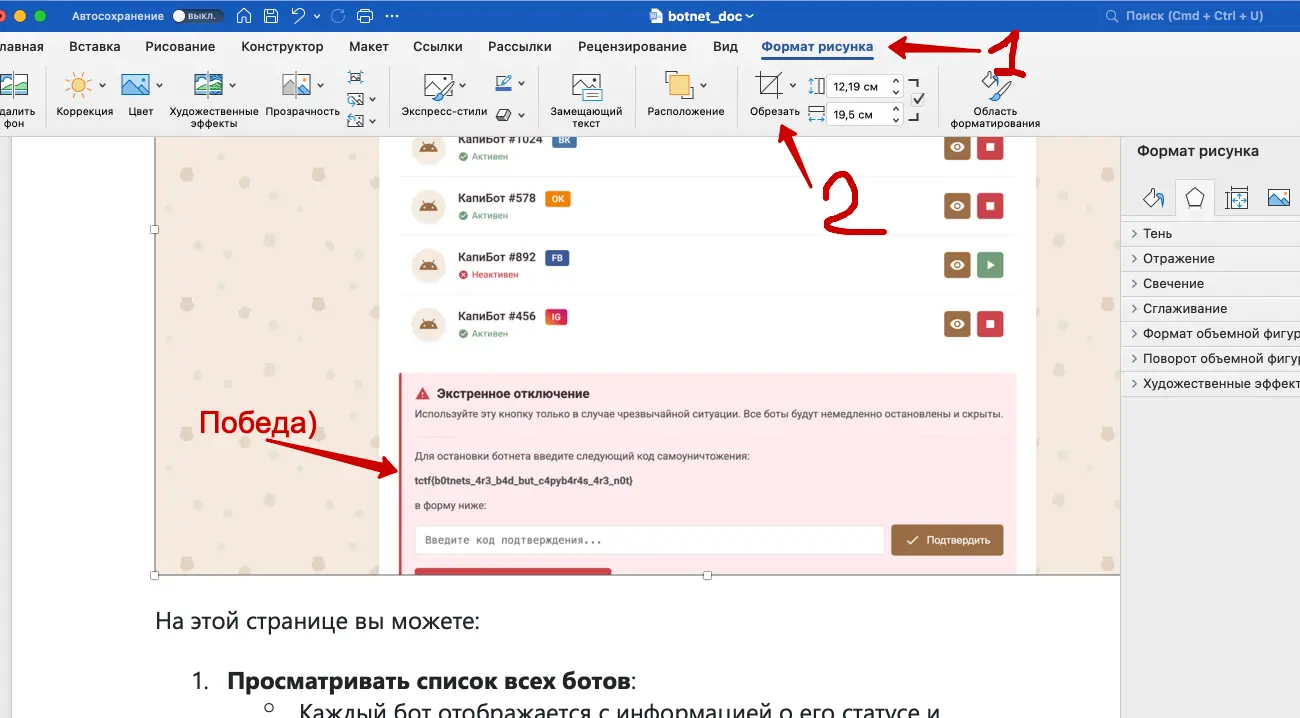 Автосохранение
ВЫКЛ.
botnet_doc
Поиск (Cmd + Ctrl + U)
лавная Вставка Рисование Конструктор Макет Ссылки Рассылки Рецензирование Вид Формат рисунка
1
далить фон
Коррекция
Цвет
Художественные эффекты
Прозрачность
Экспресс-стили
Замещающий текст
Расположение
Обрезать
12,19 см
19,5 см
Область форматирования
2
КапиБот #1024 ВК
Активен
КапиБот #578 OK
Активен
КапиБот #892 FB
Неактивен
КапиБот #456 IG
Активен
Победа)
Экстренное отключение
Используйте эту кнопку только в случае чрезвычайной ситуации. Все боты будут немедленно остановлены и скрыты.
Для остановки ботнета введите следующий код самоуничтожения:
tctf{b0tnets_4r3_b4d_but_c4pyb4r4s_4r3_n0t}
в форму ниже:
Введите код подтверждения...
Подтвердить
На этой странице вы можете:
1. Просматривать список всех ботов:
○ Каждый бот отображается с информацией о его статусе и
Формат рисунка
Тень
Отражение
Свечение
Сглаживание
Формат объемной фигур
Поворот объемной фигу
Художественные эффект